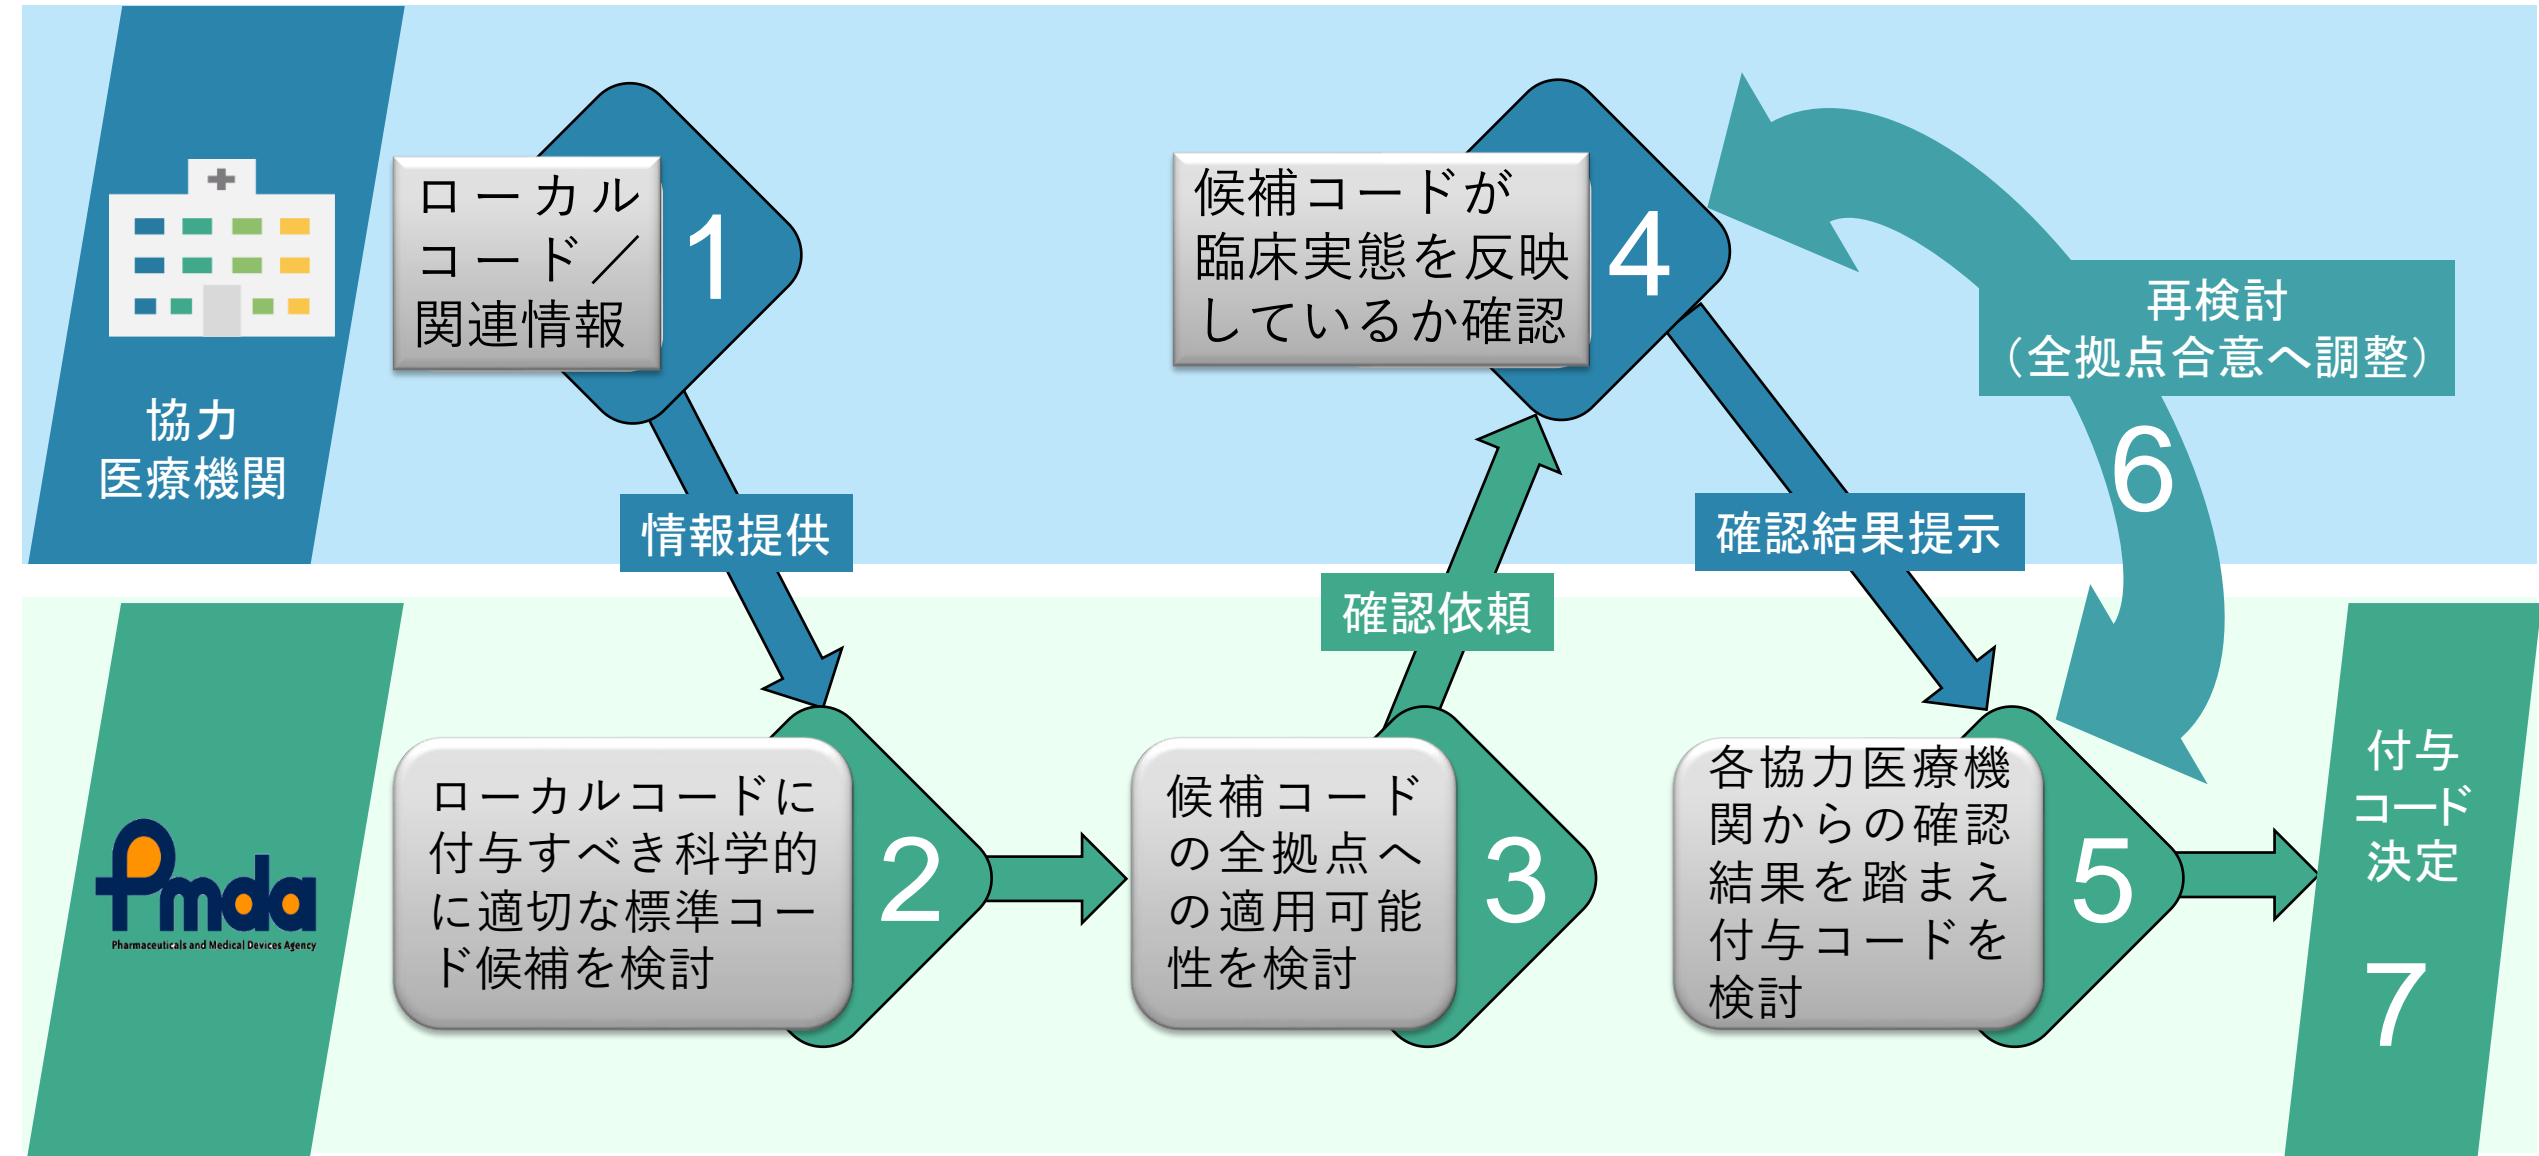 協力
医療機関
ローカル
コード／
関連情報
1
情報提供
Pmda
Pharmaceuticals and Medical Devices Agency
ローカルコードに
付与すべき科学的
に適切な標準コー
ド候補を検討
2
候補コード
の全拠点へ
の適用可能
性を検討
3
確認依頼
候補コードが
臨床実態を反映
しているか確認
4
確認結果提示
各協力医療機
関からの確認
結果を踏まえ
付与コードを
検討
5
再検討
（全拠点合意へ調整）
6
付与
コード
決定
7